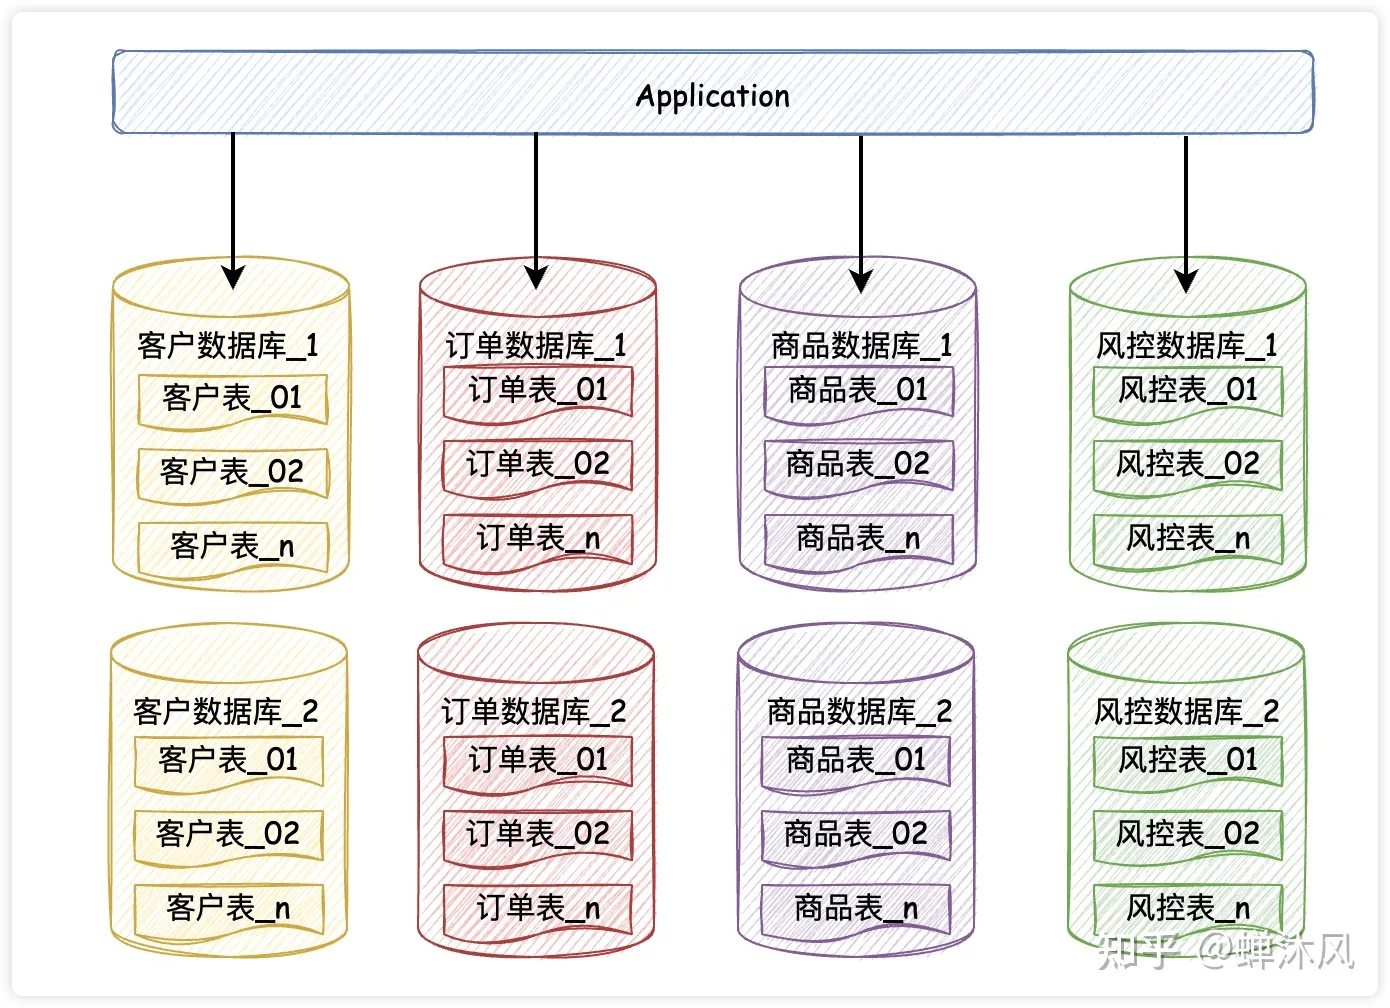 Application
客户数据库_1
客户表_01
客户表_02
客户表_n
订单数据库_1
订单表_01
订单表_02
订单表_n
商品数据库_1
商品表_01
商品表_02
商品表_n
风控数据库_1
风控表_01
风控表_02
风控表_n
客户数据库_2
客户表_01
客户表_02
客户表_n
订单数据库_2
订单表_01
订单表_02
订单表_n
商品数据库_2
商品表_01
商品表_02
商品表_n
风控数据库_2
风控表_01
风控表_02
风控表_n
知乎 @蝉沐风